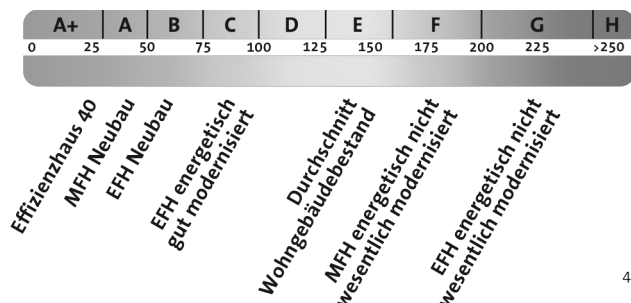 A+ A B C D E F G H
0 25 50 75 100 125 150 175 200 225 >250
Effizienzhaus 40
MFH Neubau
EFH Neubau
EFH energetisch
gut modernisiert
Durchschnitt
Wohngebäudebestand
MFH energetisch nicht
wesentlich modernisiert
EFH energetisch nicht
wesentlich modernisiert
4